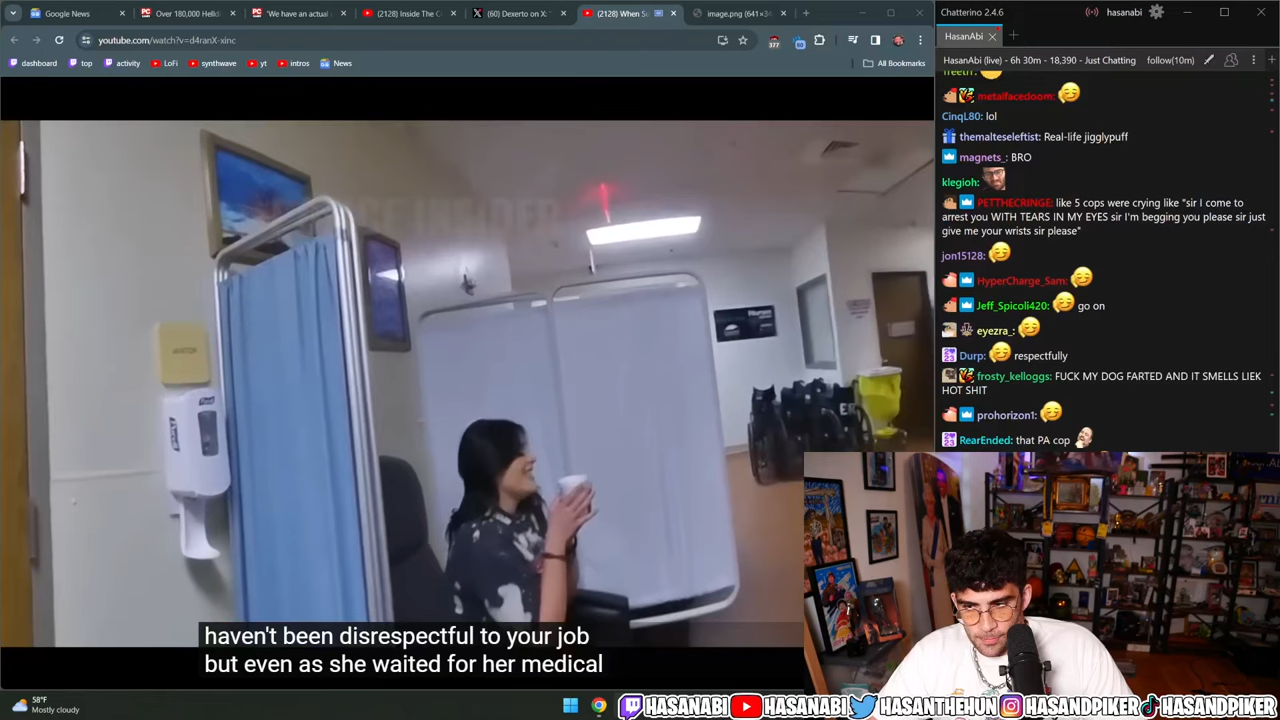 Google News
Over 180,000 Helldi
'We have an actual
(2128) Inside The C
(60) Dexerto on X: "
(2128) When Se
image.png (641×34
Chatterino 2.4.6
hasanabi
youtube.com/watch?v=d4ranX-xinc
377
HasanAbi
dashboard
top
activity
LoFi
synthwave
yt
intros
News
All Bookmarks
HasanAbi (live) - 6h 30m - 18,390 - Just Chatting
follow(10m)
metalfacedoom:
CinqL80: lol
themalteseleftist: Real-life jigglypuff
magnets_: BRO
klegioh:
PETTHECRINGE: like 5 cops were crying like "sir I come to
arrest you WITH TEARS IN MY EYES sir I'm begging you please sir just
give me your wrists sir please"
jon15128:
HyperCharge_Sam:
Jeff_Spicoli420: go on
eyezra_:
Durp: respectfully
frosty_kelloggs: FUCK MY DOG FARTED AND IT SMELLS LIEK
HOT SHIT
prohorizon1:
RearEnded: that PA cop
haven't been disrespectful to your job
but even as she waited for her medical
58°F
Mostly cloudy
HASANABI
HASANABI
HASANTHEHUN
HASANDPIKER
HASANDPIKER